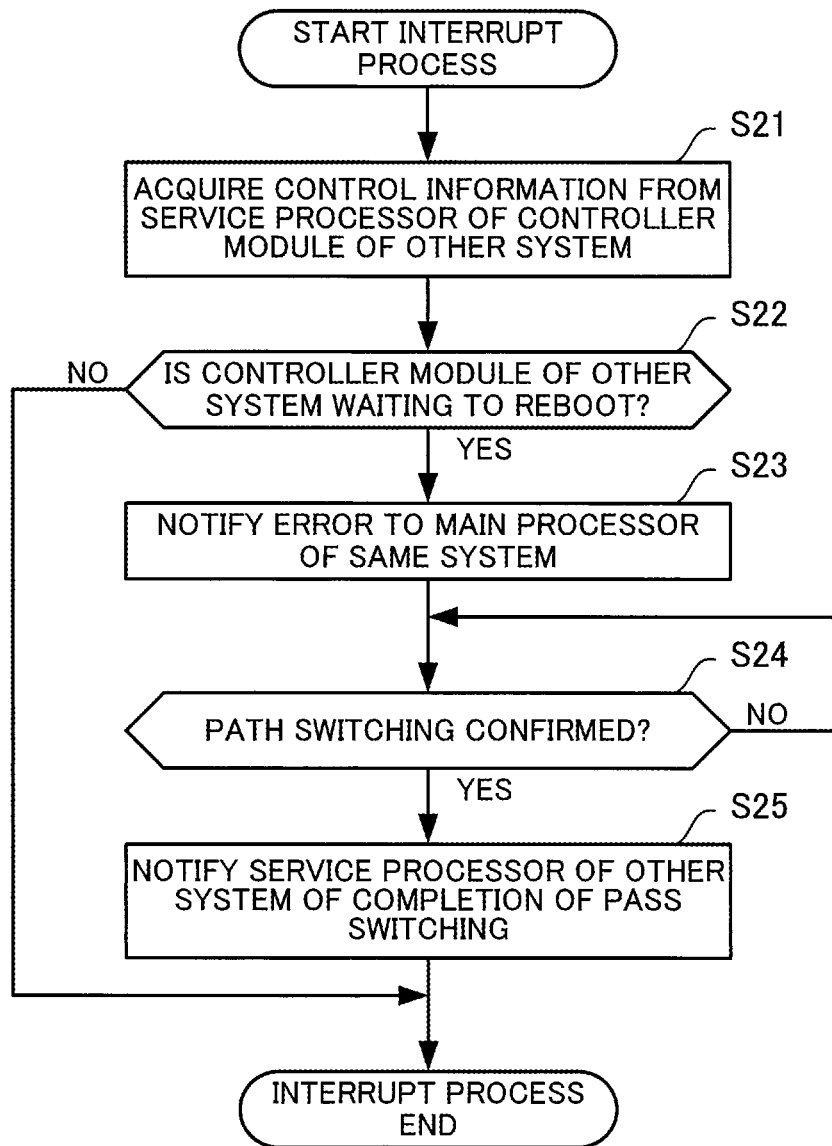 START INTERRUPT
PROCESS
S21
ACQUIRE CONTROL INFORMATION FROM
SERVICE PROCESSOR OF CONTROLLER
MODULE OF OTHER SYSTEM
S22
NO
IS CONTROLLER MODULE OF OTHER
SYSTEM WAITING TO REBOOT?
YES
S23
NOTIFY ERROR TO MAIN PROCESSOR
OF SAME SYSTEM
S24
PATH SWITCHING CONFIRMED?
NO
YES
S25
NOTIFY SERVICE PROCESSOR OF OTHER
SYSTEM OF COMPLETION OF PASS
SWITCHING
INTERRUPT PROCESS
END